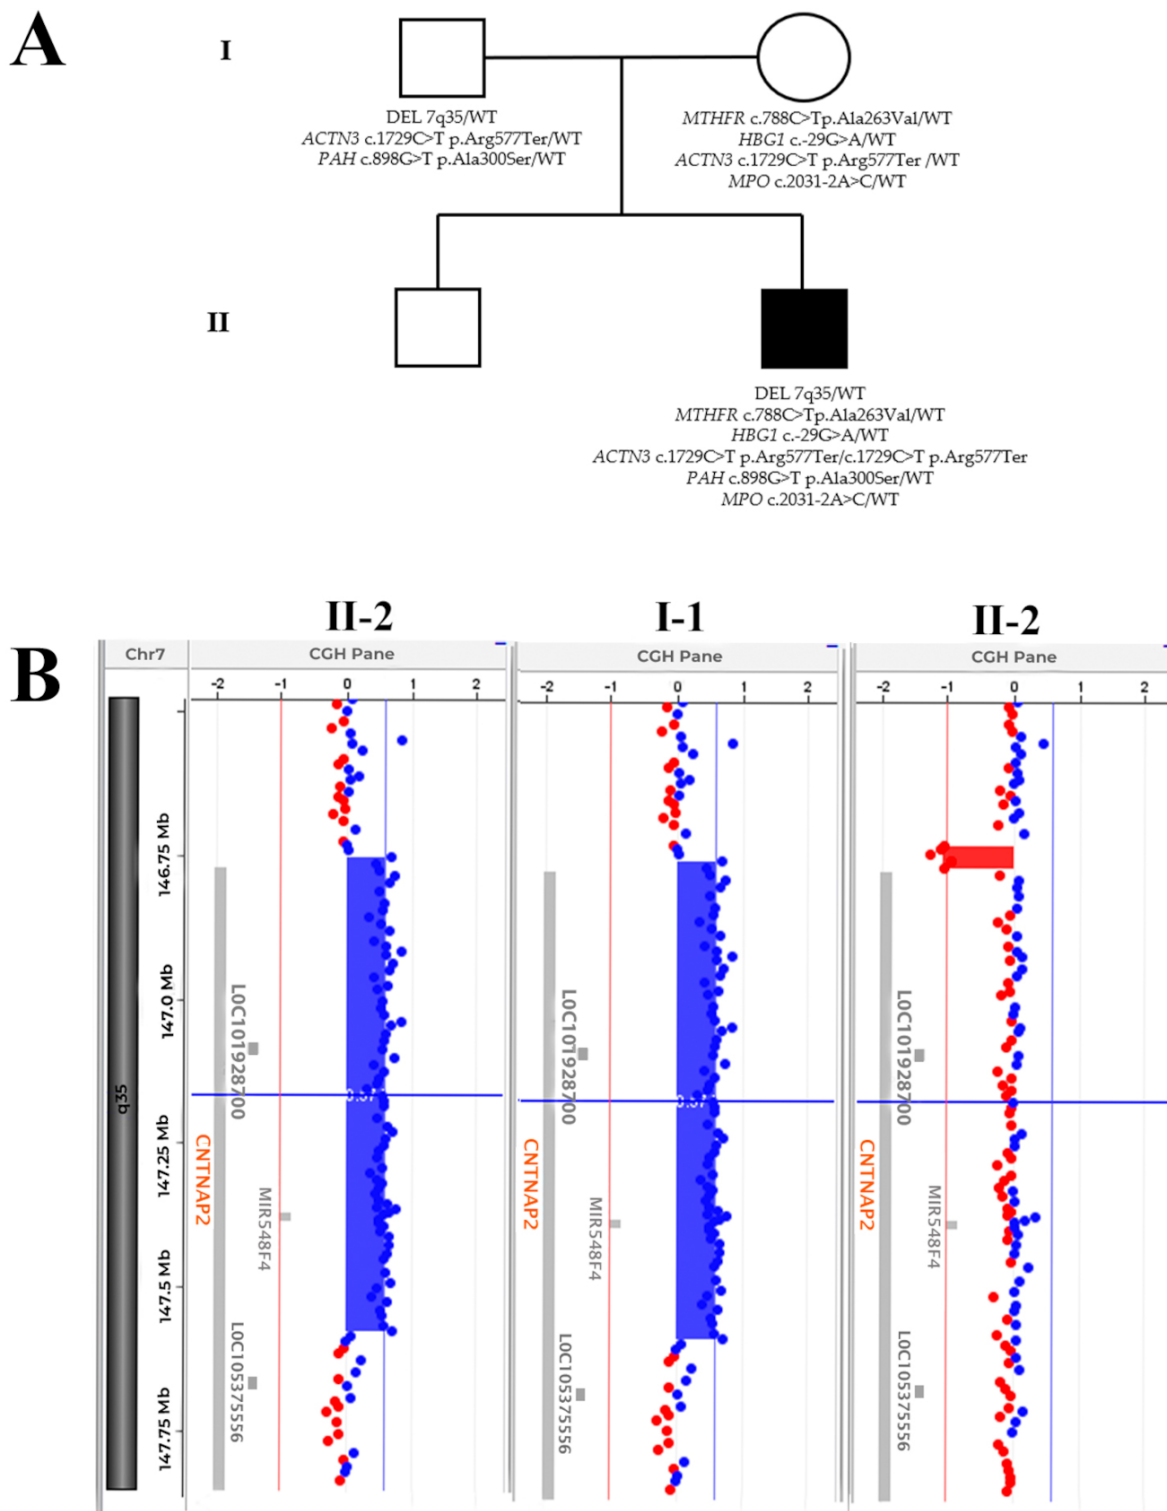 A
I
DEL 7q35/WT
ACTN3 c.1729C>T p.Arg577Ter/WT
PAH c.898G>T p.Ala300Ser/WT
MTHFR c.788C>Tp.Ala263Val/WT
HBG1 c.-29G>A/WT
ACTN3 c.1729C>T p.Arg577Ter /WT
MPO c.2031-2A>C/WT
II
DEL 7q35/WT
MTHFR c.788C>Tp.Ala263Val/WT
HBG1 c.-29G>A/WT
ACTN3 c.1729C>T p.Arg577Ter/c.1729C>T p.Arg577Ter
PAH c.898G>T p.Ala300Ser/WT
MPO c.2031-2A>C/WT
B
II-2
I-1
II-2
Chr7
CGH Pane
CGH Pane
CGH Pane
-2 -1 0 1 2
-2 -1 0 1 2
-2 -1 0 1 2
q35
146.75 Mb
147.0 Mb
147.25 Mb
147.5 Mb
147.75 Mb
LOC101928700
CNTNAP2
MIR548F4
LOC105375556
LOC101928700
CNTNAP2
MIR548F4
LOC105375556
LOC101928700
CNTNAP2
MIR548F4
LOC105375556